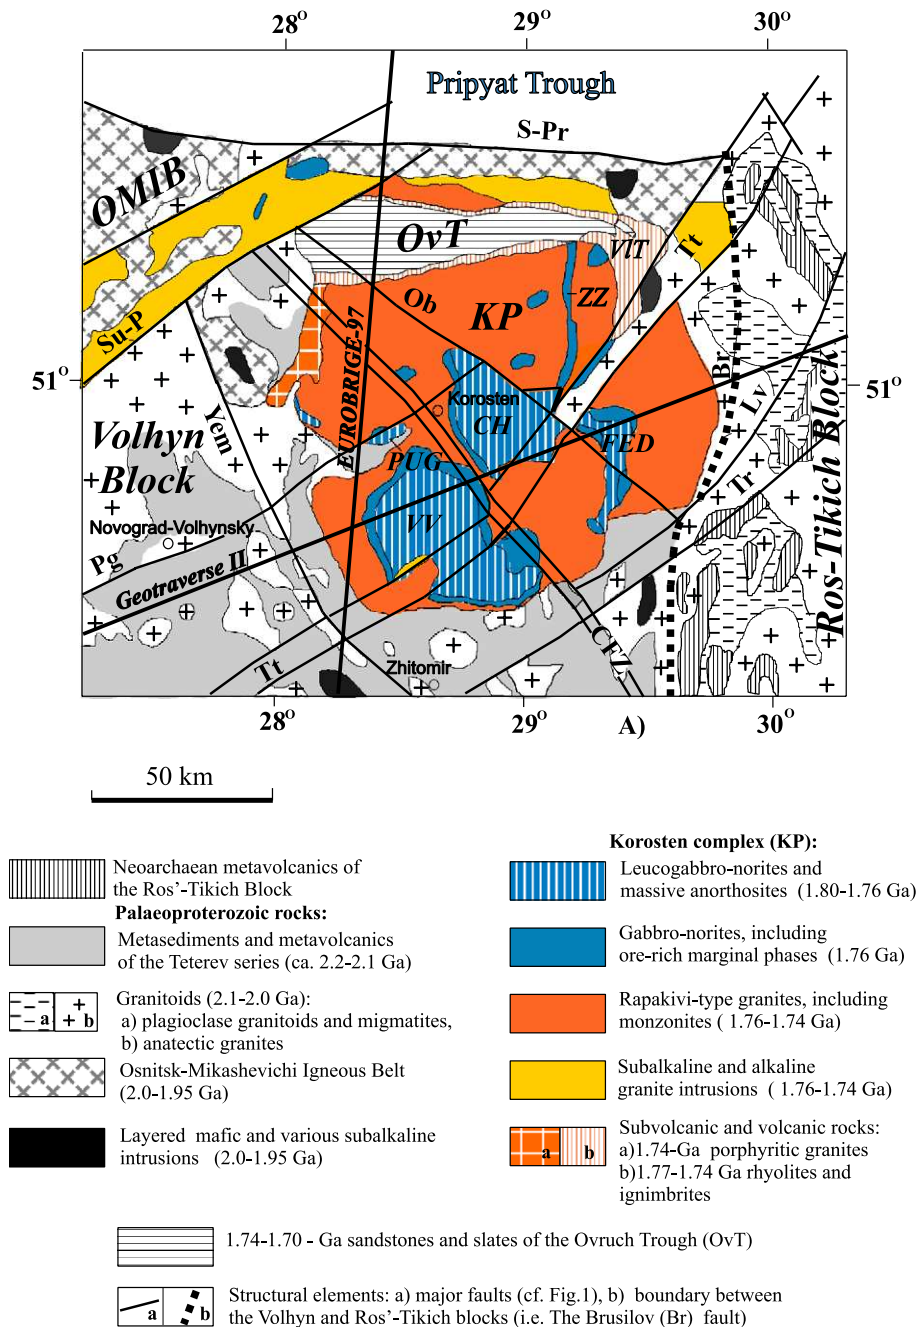 28°
29°
30°
Pripyat Trough
S-Pr
OMIB
OvT
VlT
Tt
Su-P
Ob
KP
ZZ
51°
EUROBRIGE-97
Br
51°
Korosten
CH
Lv
Volhyn
Block
Yem
PUG
FED
Tr
Ros-Tikich Block
VV
Novograd-Volhynsky
Pg
Geotraverse II
Tt
Zhitomir
CFZ
28°
29°
A)
30°
50 km
Neoarchaean metavolcanics of
the Ros’-Tikich Block
Palaeoproterozoic rocks:
Metasediments and metavolcanics
of the Teterev series (ca. 2.2-2.1 Ga)
a
b
Granitoids (2.1-2.0 Ga):
a) plagioclase granitoids and migmatites,
b) anatectic granites
Osnitsk-Mikashevichi Igneous Belt
(2.0-1.95 Ga)
Layered mafic and various subalkaline
intrusions (2.0-1.95 Ga)
Korosten complex (KP):
Leucogabbro-norites and
massive anorthosites (1.80-1.76 Ga)
Gabbro-norites, including
ore-rich marginal phases (1.76 Ga)
Rapakivi-type granites, including
monzonites ( 1.76-1.74 Ga)
Subalkaline and alkaline
granite intrusions ( 1.76-1.74 Ga)
a
b
Subvolcanic and volcanic rocks:
a)1.74-Ga porphyritic granites
b)1.77-1.74 Ga rhyolites and
ignimbrites
1.74-1.70 - Ga sandstones and slates of the Ovruch Trough (OvT)
a
b
Structural elements: a) major faults (cf. Fig.1), b) boundary between
the Volhyn and Ros’-Tikich blocks (i.e. The Brusilov (Br) fault)